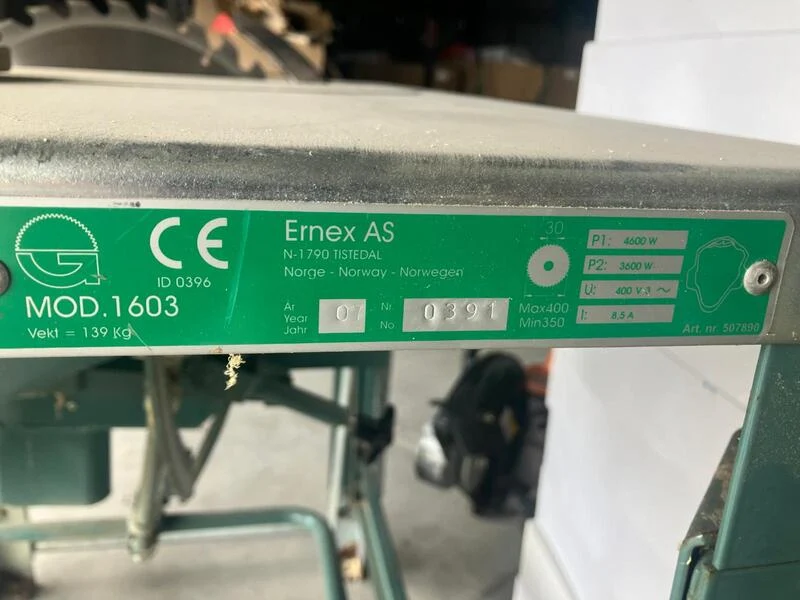 CE
ID 0396
MOD.1603
Vekt = 139 Kg
Ernex AS
N-1790 TISTEDAL
Norge - Norway - Norwegen
År
Year
Jahr
07
Nr.
No.
0391
30
Max400
Min350
P1: 4600 W
P2: 3600 W
U: 400 V 3 ~
I: 8,5 A
Art. nr. 507890